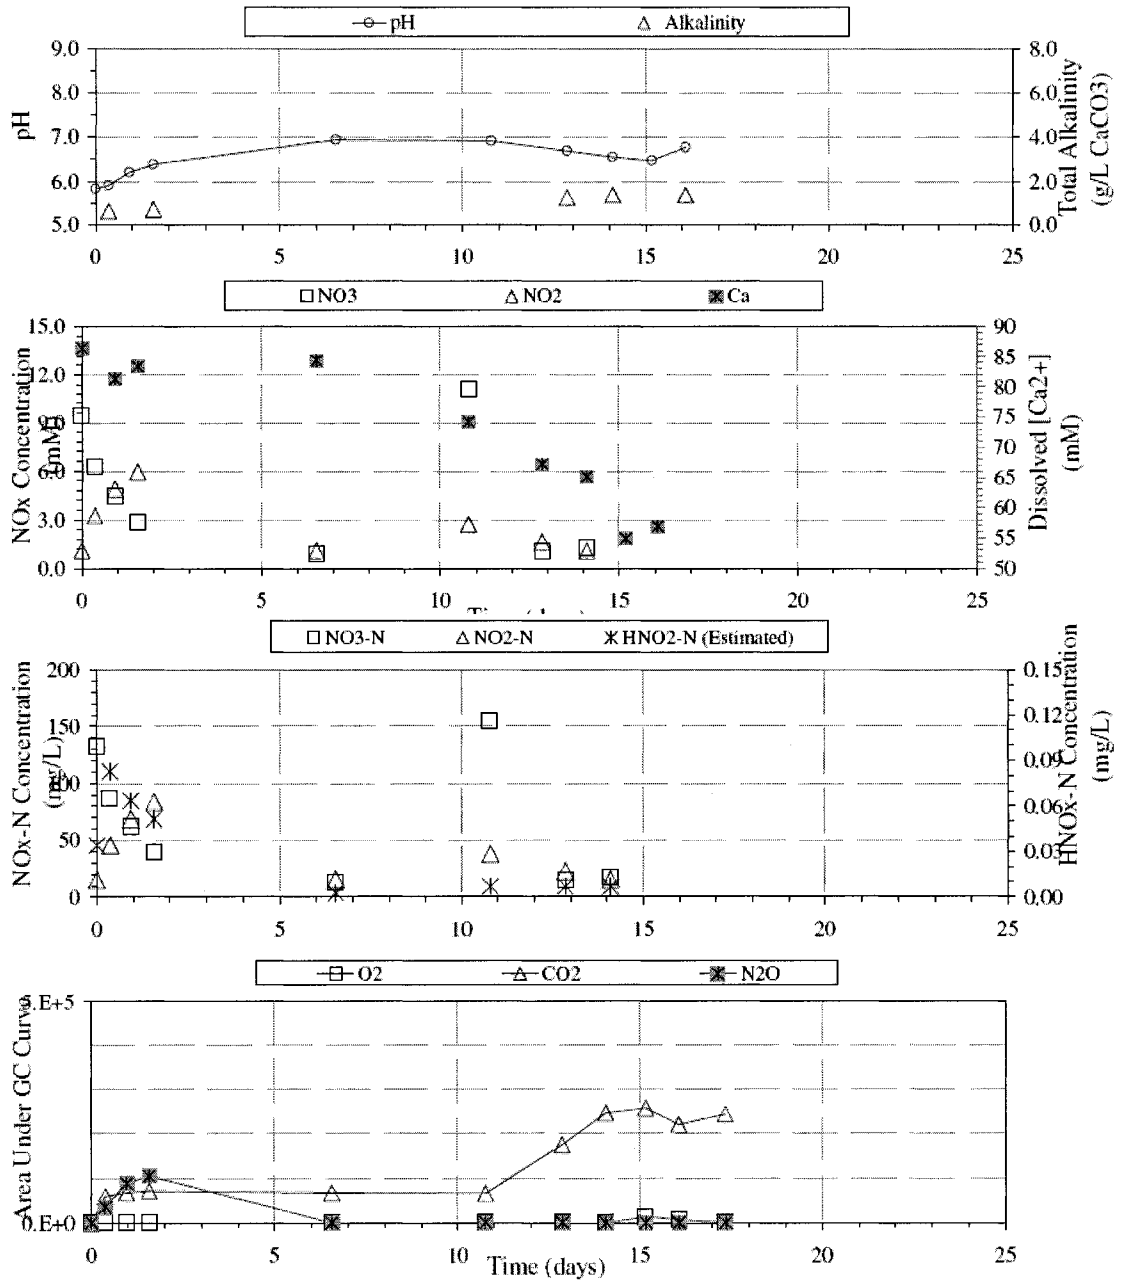 pH Alkalinity
9.0 8.0
8.0 6.0
7.0 4.0
6.0 2.0
5.0 0.0
pH
Total Alkalinity
(g/L CaCO3)
0 5 10 15 20 25
NO3 NO2 Ca
15.0 90
12.0 85
9.0 80
6.0 75
3.0 70
0.0 65
60
55
50
NOx Concentration
(mM)
Dissolved [Ca2+]
(mM)
0 5 10 15 20 25
NO3-N NO2-N HNO2-N (Estimated)
200 0.15
150 0.12
100 0.09
50 0.06
0 0.03
0.00
NOx-N Concentration
(mg/L)
HNOx-N Concentration
(mg/L)
0 5 10 15 20 25
O2 CO2 N2O
5.E+5
0.E+0
Area Under GC Curve
0 5 10 15 20 25
Time (days)